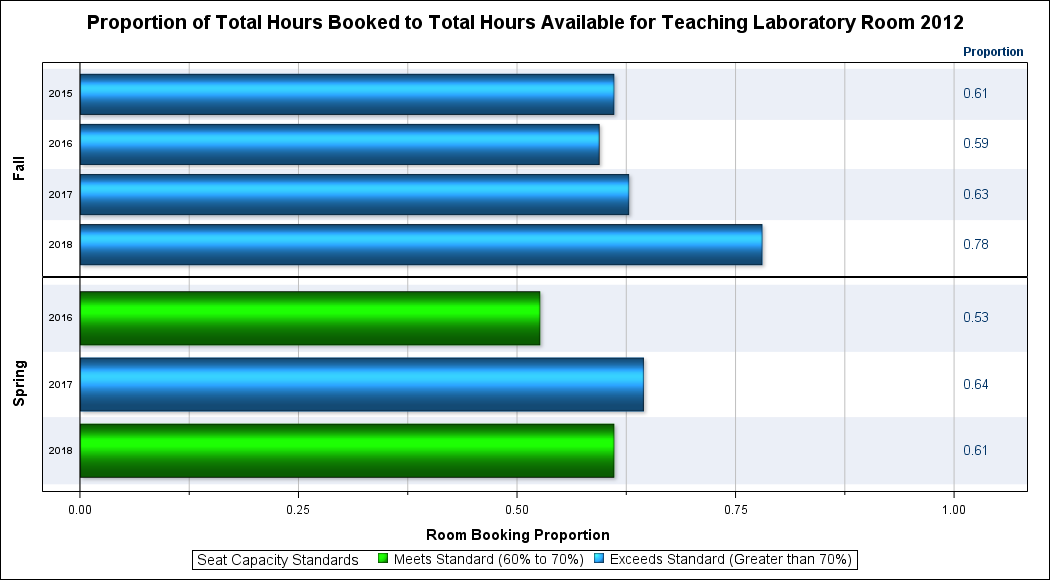 Proportion of Total Hours Booked to Total Hours Available for Teaching Laboratory Room 2012
Proportion
Fall
2015 0.61
2016 0.59
2017 0.63
2018 0.78
Spring
2016 0.53
2017 0.64
2018 0.61
0.00 0.25 0.50 0.75 1.00
Room Booking Proportion
Seat Capacity Standards Meets Standard (60% to 70%) Exceeds Standard (Greater than 70%)